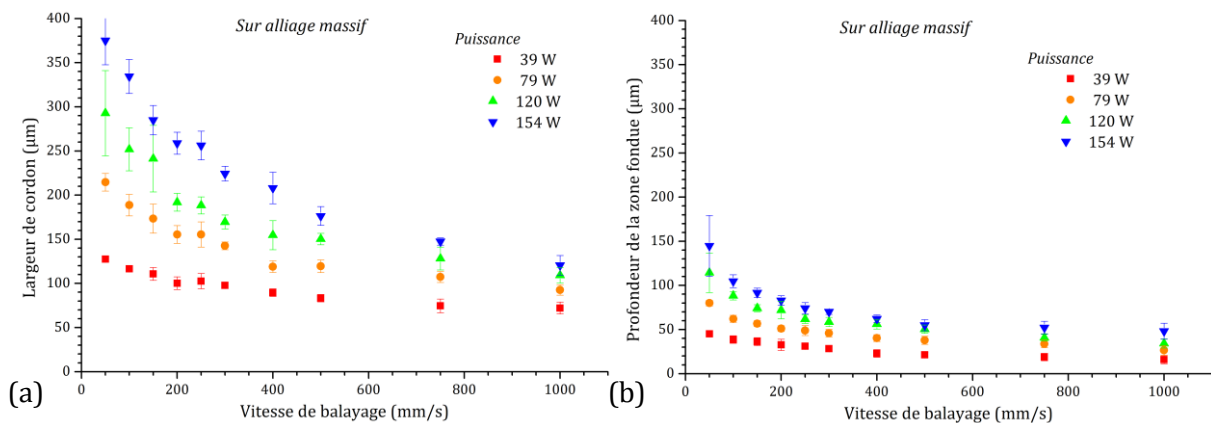 (a)
Sur alliage massif
Puissance
39 W
79 W
120 W
154 W
Largeur de cordon (µm)
400
350
300
250
200
150
100
50
0
0
200
400
600
800
1000
Vitesse de balayage (mm/s)
(b)
Sur alliage massif
Puissance
39 W
79 W
120 W
154 W
Profondeur de la zone fondue (µm)
400
350
300
250
200
150
100
50
0
0
200
400
600
800
1000
Vitesse de balayage (mm/s)